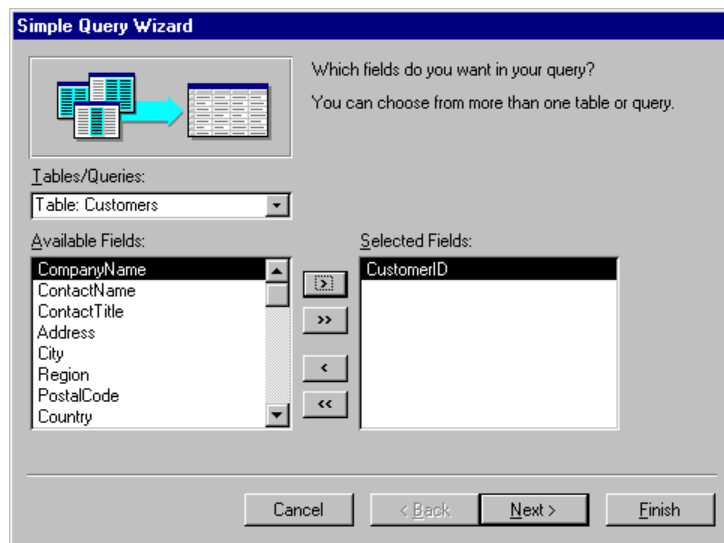 Simple Query Wizard
Which fields do you want in your query?
You can choose from more than one table or query.
Tables/Queries:
Table: Customers
Available Fields:
Selected Fields:
CompanyName
ContactName
ContactTitle
Address
City
Region
PostalCode
Country
>
>>
<
<<
CustomerID
Cancel
< Back
Next >
Finish